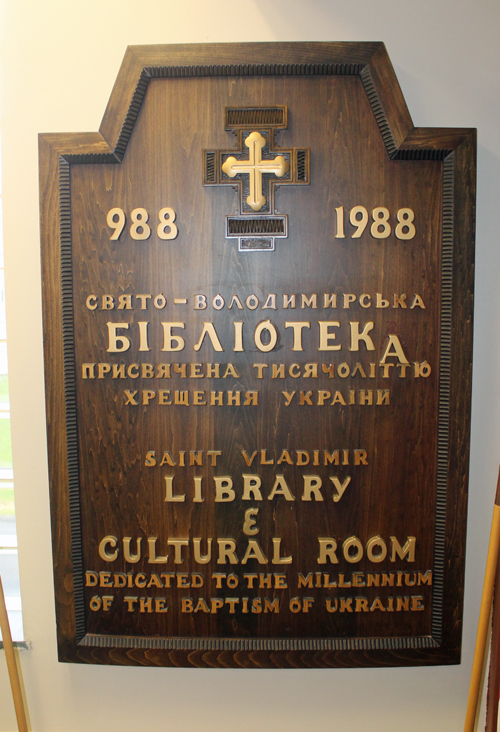 988 1988
СВЯТО-ВОЛОДИМИРСЬКА
БІБЛІОТЕКА
ПРИСВЯЧЕНА ТИСЯЧОЛІТТЮ
ХРЕЩЕННЯ УКРАІНИ
SAINT VLADIMIR
LIBRARY
&
CULTURAL ROOM
DEDICATED TO THE MILLENNIUM
OF THE BAPTISM OF UKRAINE